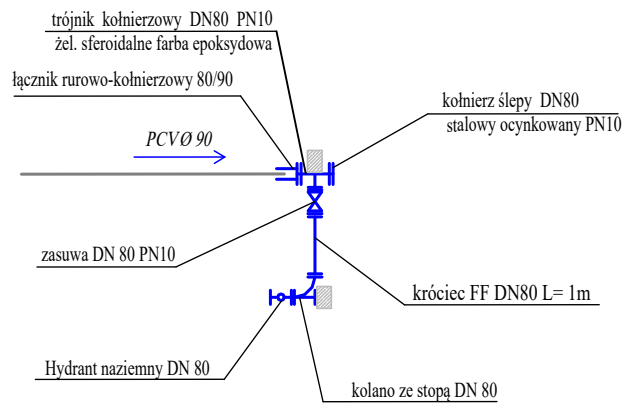 trójnik kołnierzowy DN80 PN10
żel. sferoidalne farba epoksydowa
łącznik rurowo-kołnierzowy 80/90
kołnierz ślepy DN80
stalowy ocynkowany PN10
PCVØ 90
zasuwa DN 80 PN10
króciec FF DN80 L= 1m
Hydrant naziemny DN 80
kolano ze stopą DN 80